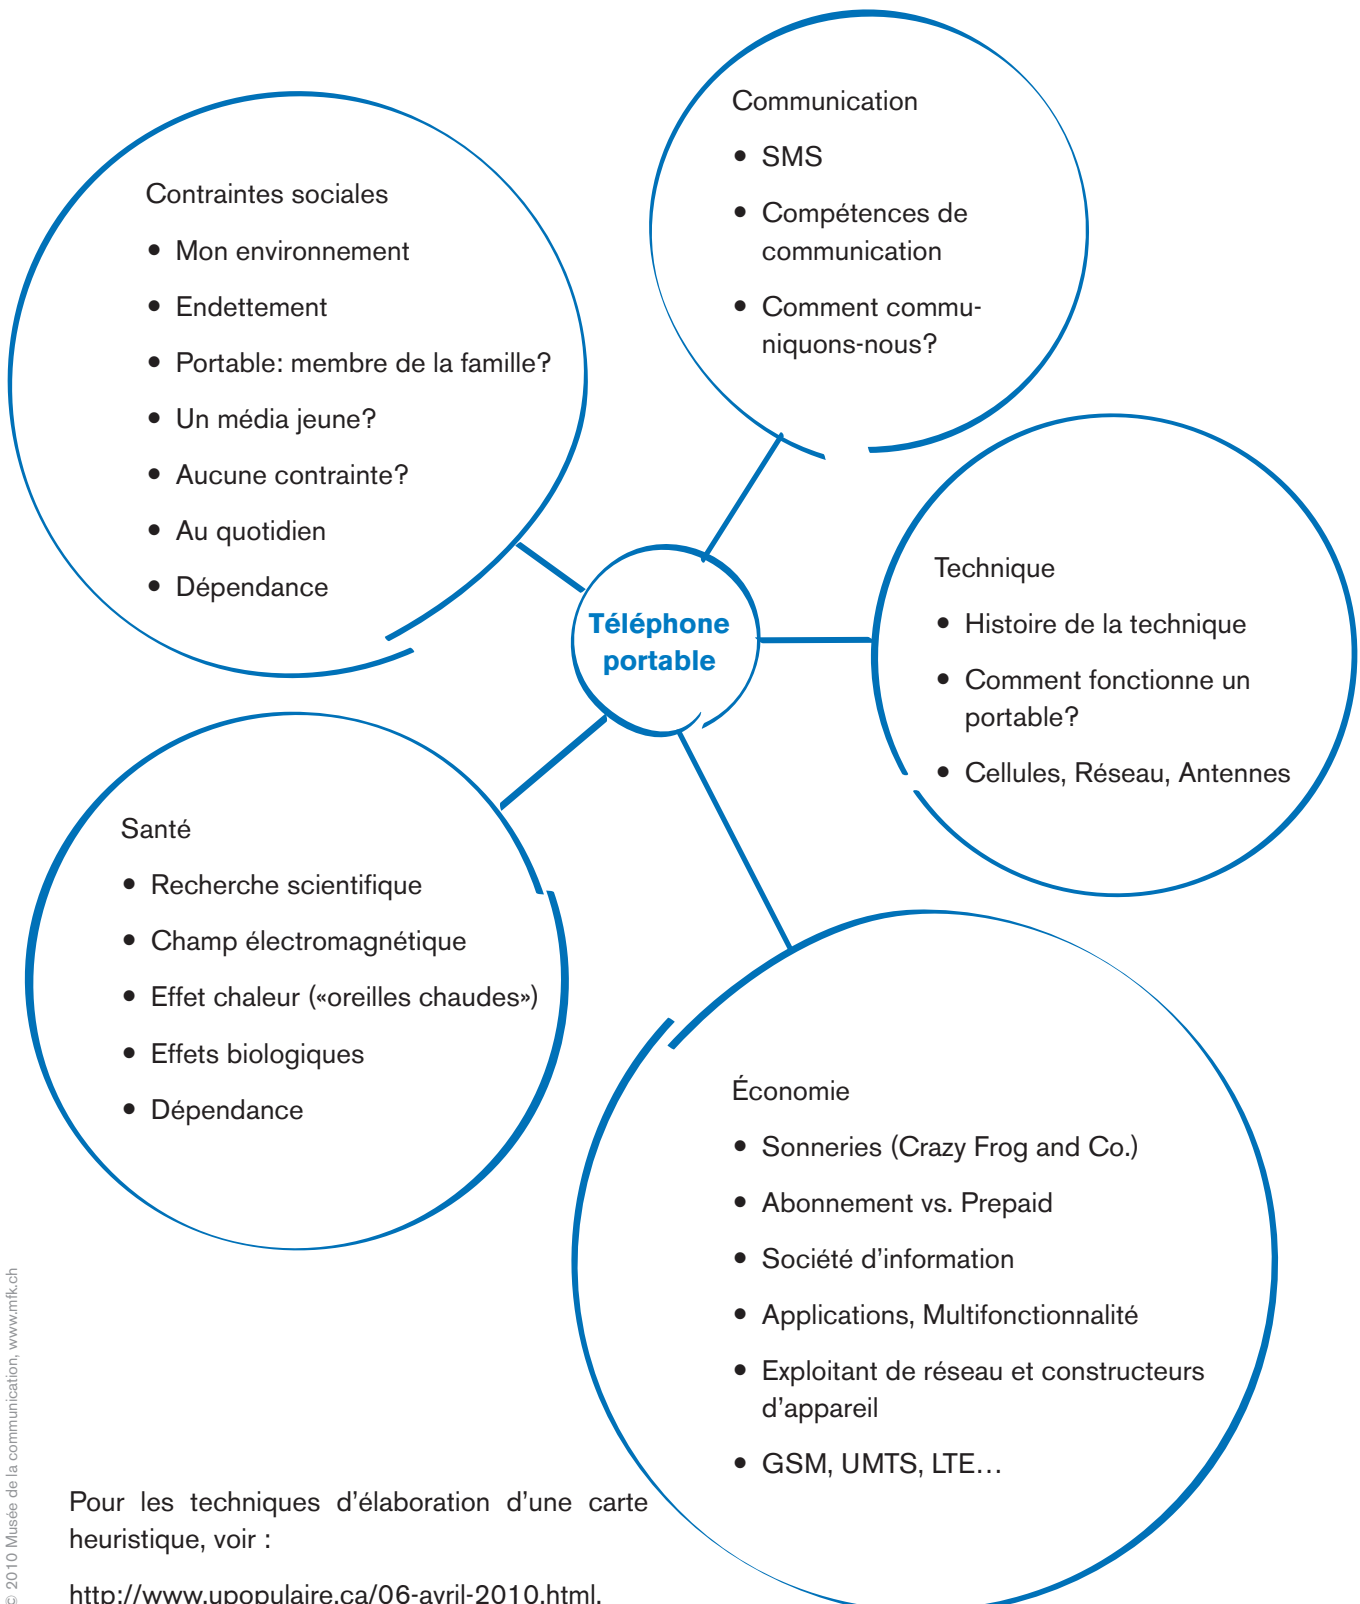 Communication
• SMS
• Compétences de
communication
• Comment commu-
niquons-nous?
Contraintes sociales
• Mon environnement
• Endettement
• Portable: membre de la famille?
• Un média jeune?
• Aucune contrainte?
• Au quotidien
• Dépendance
Téléphone
portable
Technique
• Histoire de la technique
• Comment fonctionne un
portable?
• Cellules, Réseau, Antennes
Santé
• Recherche scientifique
• Champ électromagnétique
• Effet chaleur («oreilles chaudes»)
• Effets biologiques
• Dépendance
Économie
• Sonneries (Crazy Frog and Co.)
• Abonnement vs. Prepaid
• Société d'information
• Applications, Multifonctionnalité
• Exploitant de réseau et constructeurs
d'appareil
• GSM, UMTS, LTE…
Pour les techniques d'élaboration d'une carte
heuristique, voir :
http://www.upopulaire.ca/06-avril-2010.html.
© 2010 Musée de la communication, www.mfk.ch